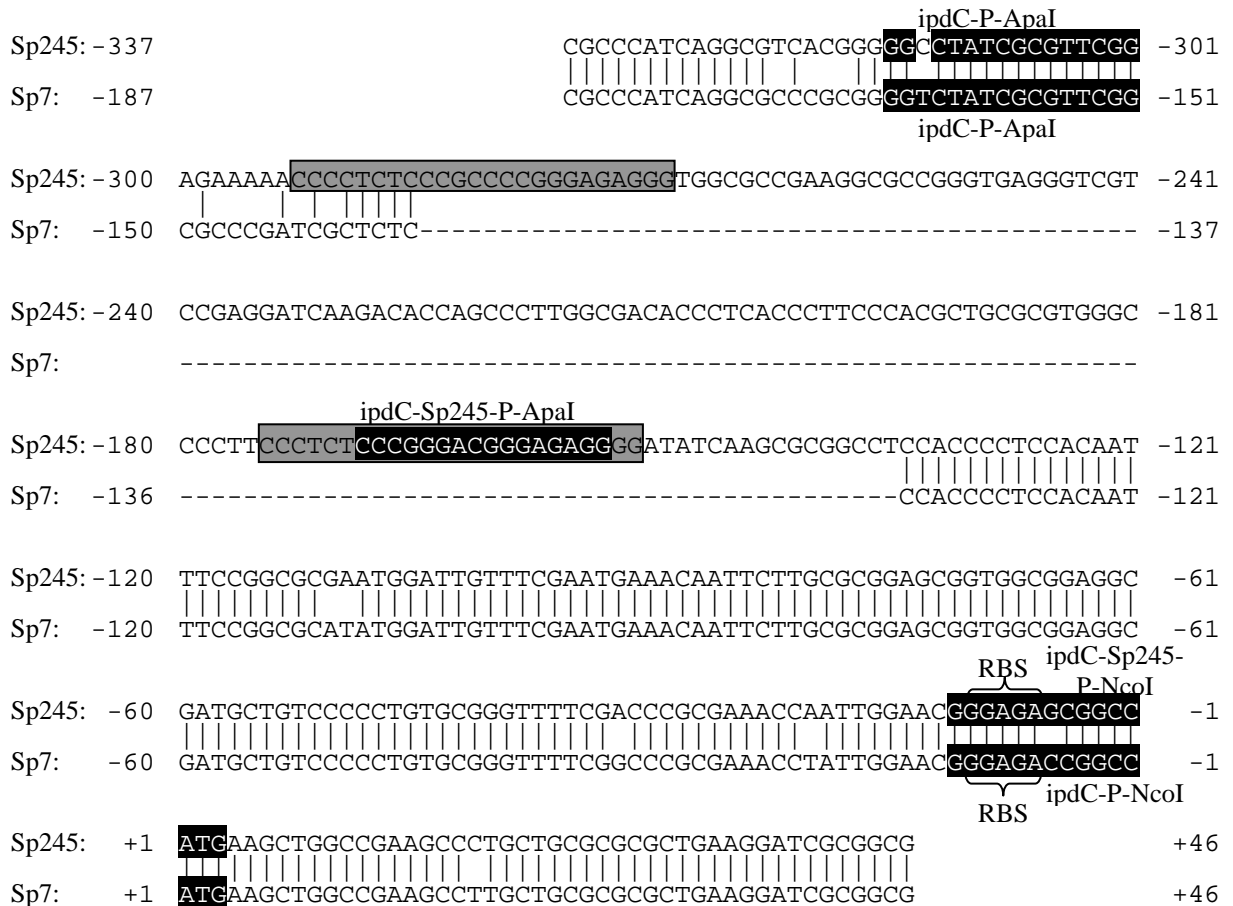 ipdC-P-ApaI
Sp245: -337 CGCCCATCAGGCGTCACGGGGGCCTATCGCGTTCGG -301
Sp7: -187 CGCCCATCAGGCGCCCGCGGGGTCTATCGCGTTCGG -151
ipdC-P-ApaI
Sp245: -300 AGAAAAACCCCTCTCCCGCCCCGGGAGAGGGTGGCGCCGAAGGCGCCGGGTGAGGGTCGT -241
Sp7: -150 CGCCCGATCGCTCTC--------------------------------------------- -137
Sp245: -240 CCGAGGATCAAGACACCAGCCCTTGGCGACACCCTCACCCTTCCCACGCTGCGCGTGGGC -181
Sp7: ------------------------------------------------------------
ipdC-Sp245-P-ApaI
Sp245: -180 CCCTTCCCTCTCCCGGGACGGGAGAGGGGATATCAAGCGCGGCCTCCACCCCTCCACAAT -121
Sp7: -136 ---------------------------------------------CCACCCCTCCACAAT -121
Sp245: -120 TTCCGGCGCGAATGGATTGTTTCGAATGAAACAATTCTTGCGCGGAGCGGTGGCGGAGGC -61
Sp7: -120 TTCCGGCGCATATGGATTGTTTCGAATGAAACAATTCTTGCGCGGAGCGGTGGCGGAGGC -61
RBS ipdC-Sp245-
P-NcoI
Sp245: -60 GATGCTGTCCCCCTGTGCGGGTTTTCGACCCGCGAAACCAATTGGAACGGGAGAGCGGCC -1
Sp7: -60 GATGCTGTCCCCCTGTGCGGGTTTTCGGCCCGCGAAACCTATTGGAACGGGAGACCGGCC -1
RBS ipdC-P-NcoI
Sp245: +1 ATGAAGCTGGCCGAAGCCCTGCTGCGCGCGCTGAAGGATCGCGGCG +46
Sp7: +1 ATGAAGCTGGCCGAAGCCTTGCTGCGCGCGCTGAAGGATCGCGGCG +46